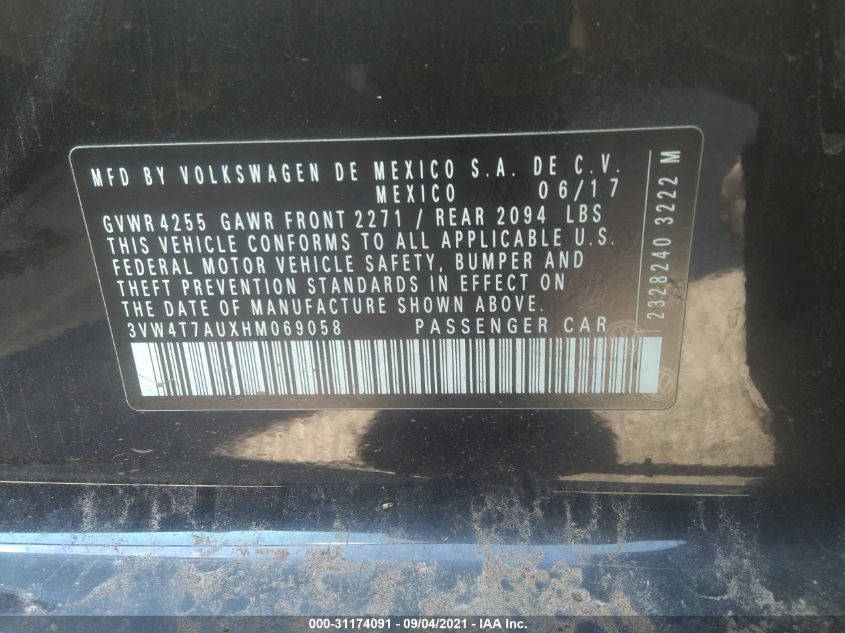 MFD BY VOLKSWAGEN DE MEXICO S.A. DE C.V.
MEXICO 06/17
GVWR 4255 GAWR FRONT 2271 / REAR 2094 LBS
THIS VEHICLE CONFORMS TO ALL APPLICABLE U.S.
FEDERAL MOTOR VEHICLE SAFETY, BUMPER AND
THEFT PREVENTION STANDARDS IN EFFECT ON
THE DATE OF MANUFACTURE SHOWN ABOVE.
3VW4T7AUXHM069058 PASSENGER CAR
2328240 3222 M
000-31174091 - 09/04/2021 - IAA Inc.